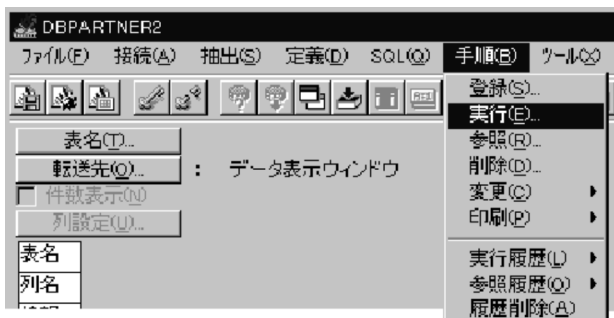 DBPARTNER2
ファイル(F) 接続(A) 抽出(S) 定義(D) SQL(Q) 手順(B) ツール(X)
登録(S)...
実行(E)...
表名(T)...
参照(R)...
転送先(O)... : データ表示ウィンドウ
削除(D)...
件数表示(N)
変更(C)
列設定(U)...
印刷(P)
表名
実行履歴(L)
列名
参照履歴(O)
履歴削除(A)